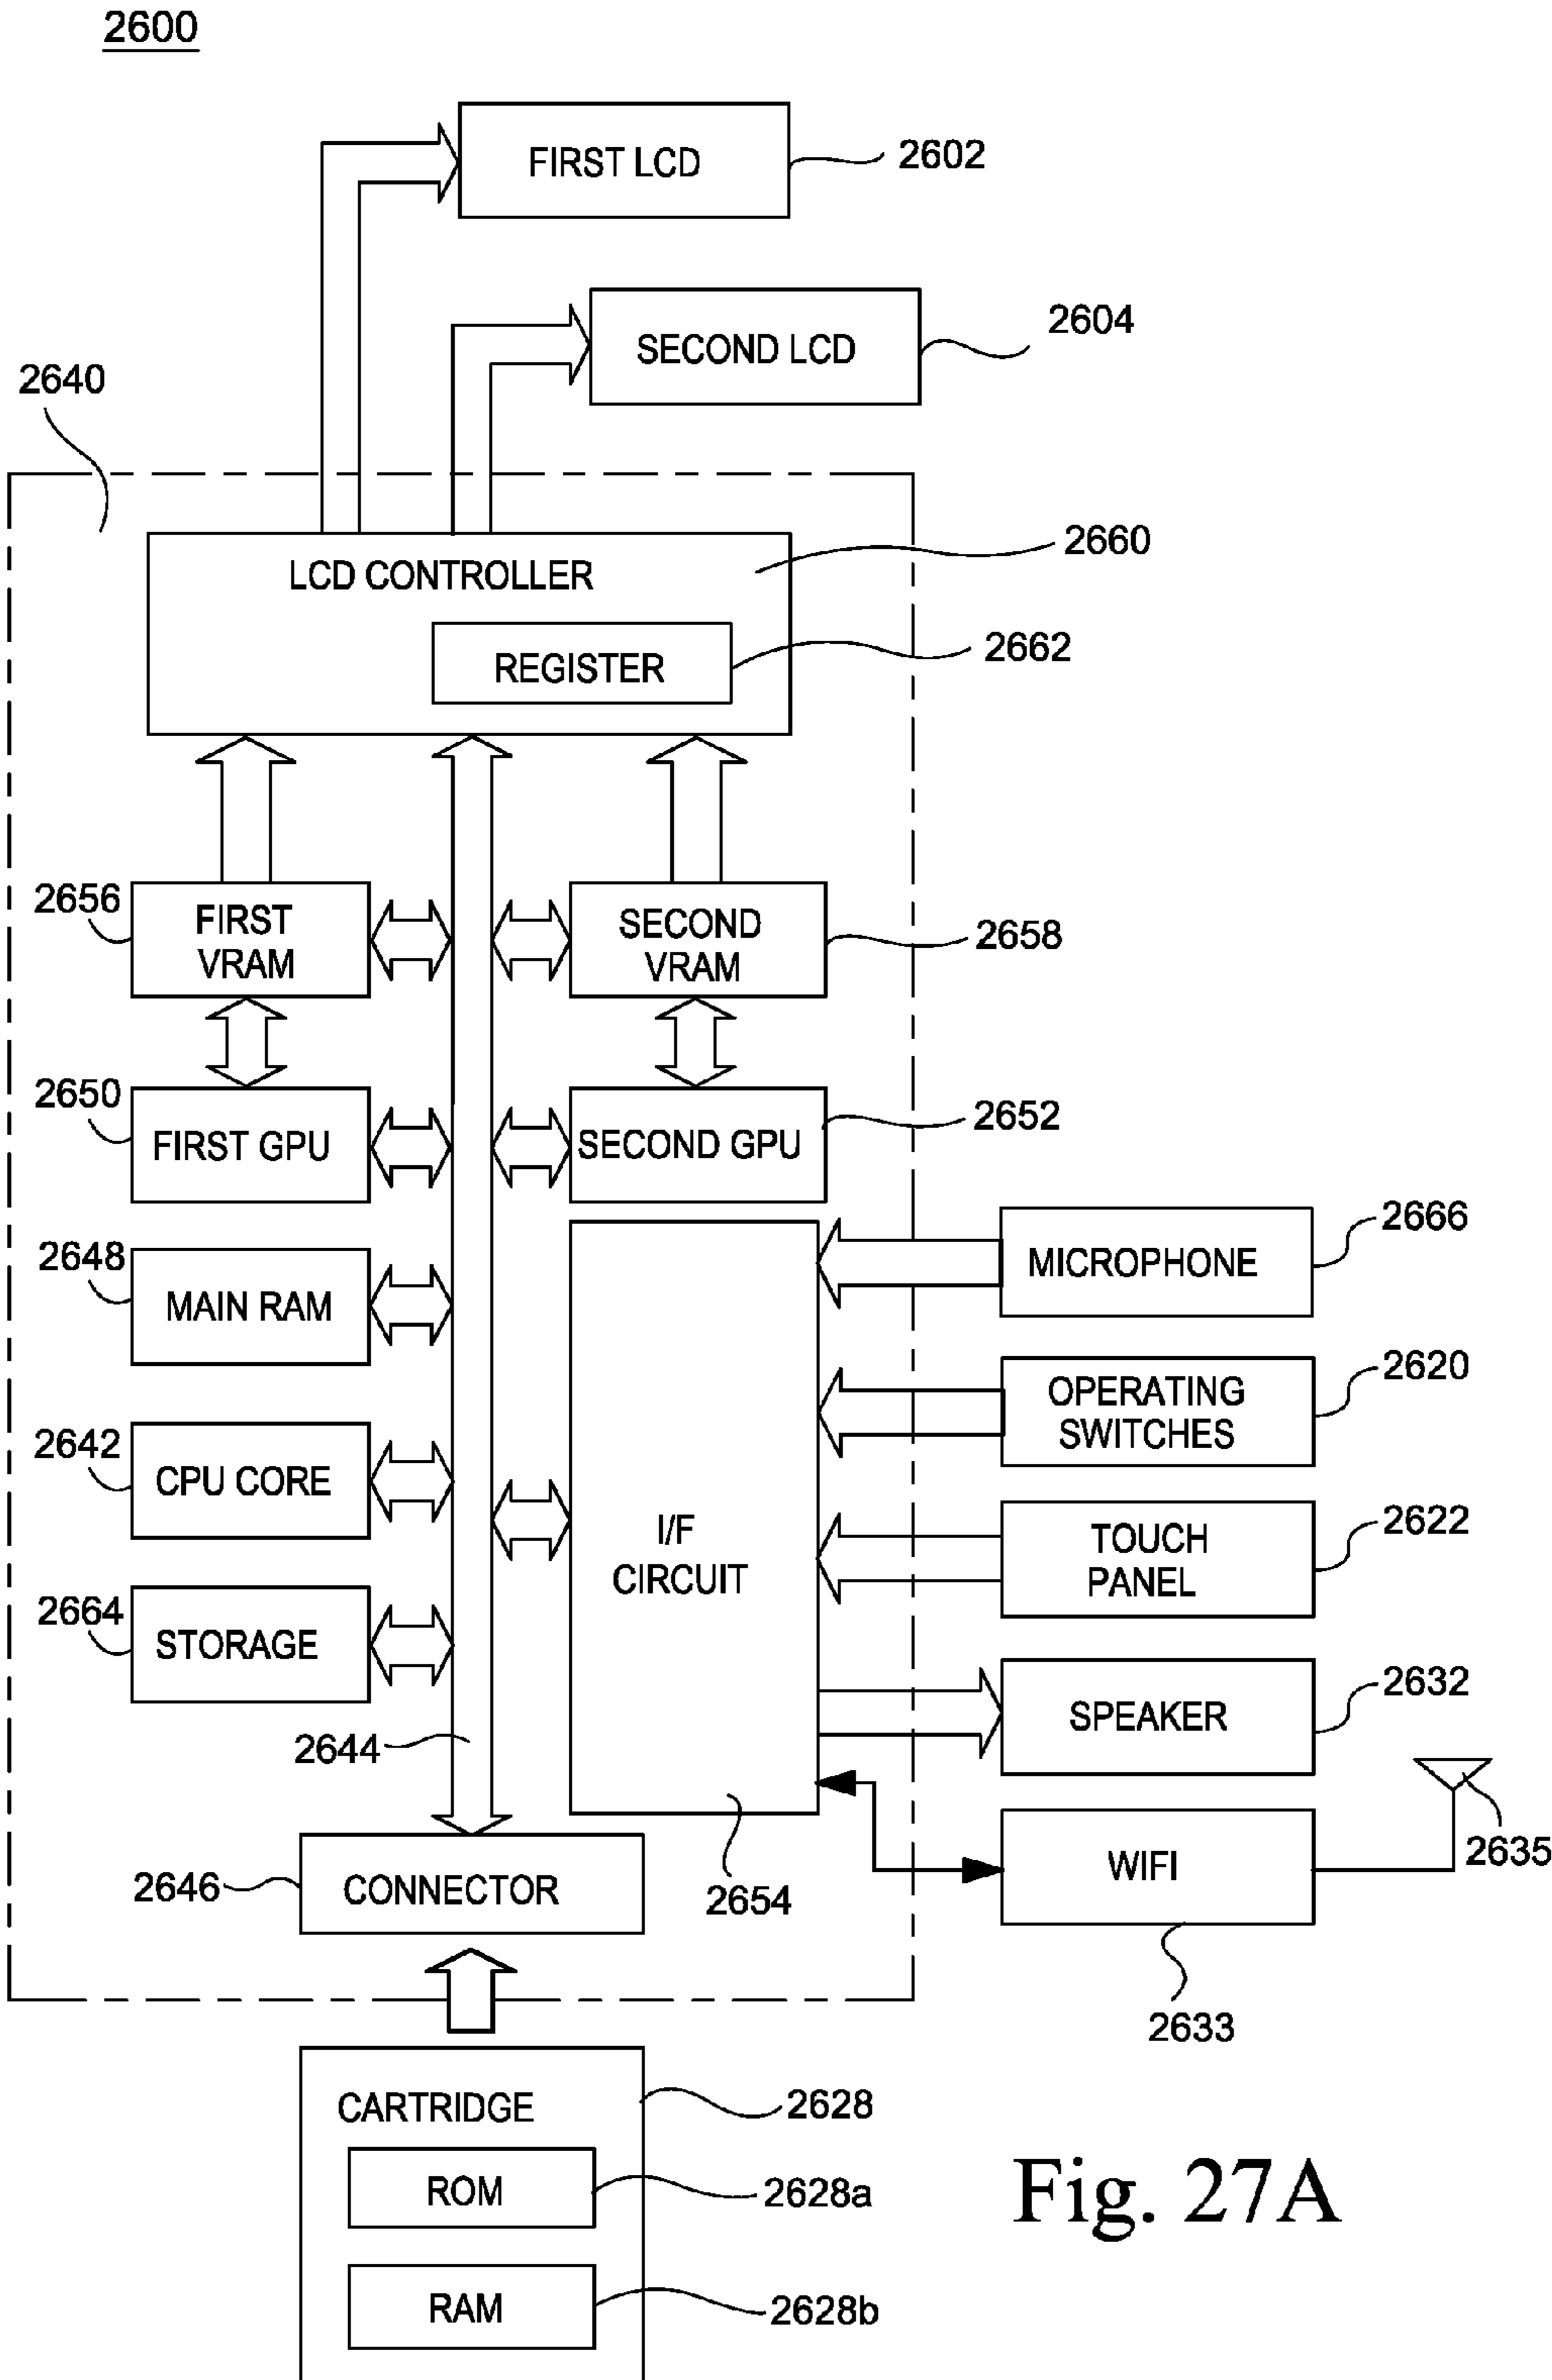 2600
FIRST LCD
2602
SECOND LCD
2604
2640
LCD CONTROLLER
2660
REGISTER
2662
2656
FIRST
VRAM
SECOND
VRAM
2658
2650
FIRST GPU
SECOND GPU
2652
2648
MAIN RAM
MICROPHONE
2666
OPERATING
SWITCHES
2620
2642
CPU CORE
I/F
CIRCUIT
TOUCH
PANEL
2622
2664
STORAGE
SPEAKER
2632
2644
2635
WIFI
2646
CONNECTOR
2654
2633
CARTRIDGE
2628
ROM
2628a
RAM
2628b
Fig. 27A